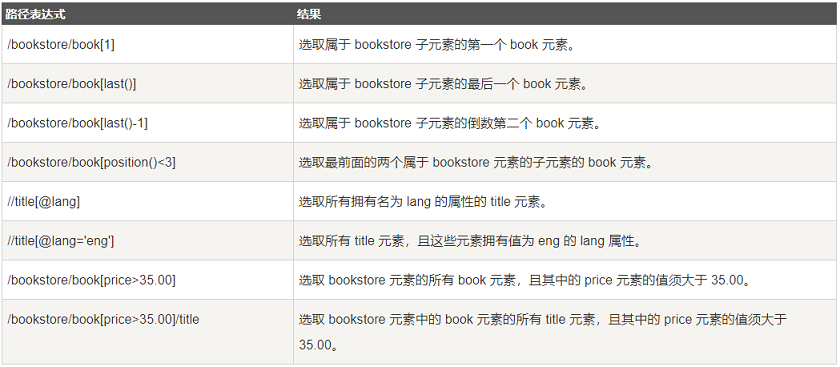 路径表达式 结果
/bookstore/book[1] 选取属于 bookstore 子元素的第一个 book 元素。
/bookstore/book[last()] 选取属于 bookstore 子元素的最后一个 book 元素。
/bookstore/book[last()-1] 选取属于 bookstore 子元素的倒数第二个 book 元素。
/bookstore/book[position()<3] 选取最前面的两个属于 bookstore 元素的子元素的 book 元素。
//title[@lang] 选取所有拥有名为 lang 的属性的 title 元素。
//title[@lang='eng'] 选取所有 title 元素，且这些元素拥有值为 eng 的 lang 属性。
/bookstore/book[price>35.00] 选取 bookstore 元素的所有 book 元素，且其中的 price 元素的值须大于 35.00。
/bookstore/book[price>35.00]/title 选取 bookstore 元素中的 book 元素的所有 title 元素，且其中的 price 元素的值须大于
35.00。